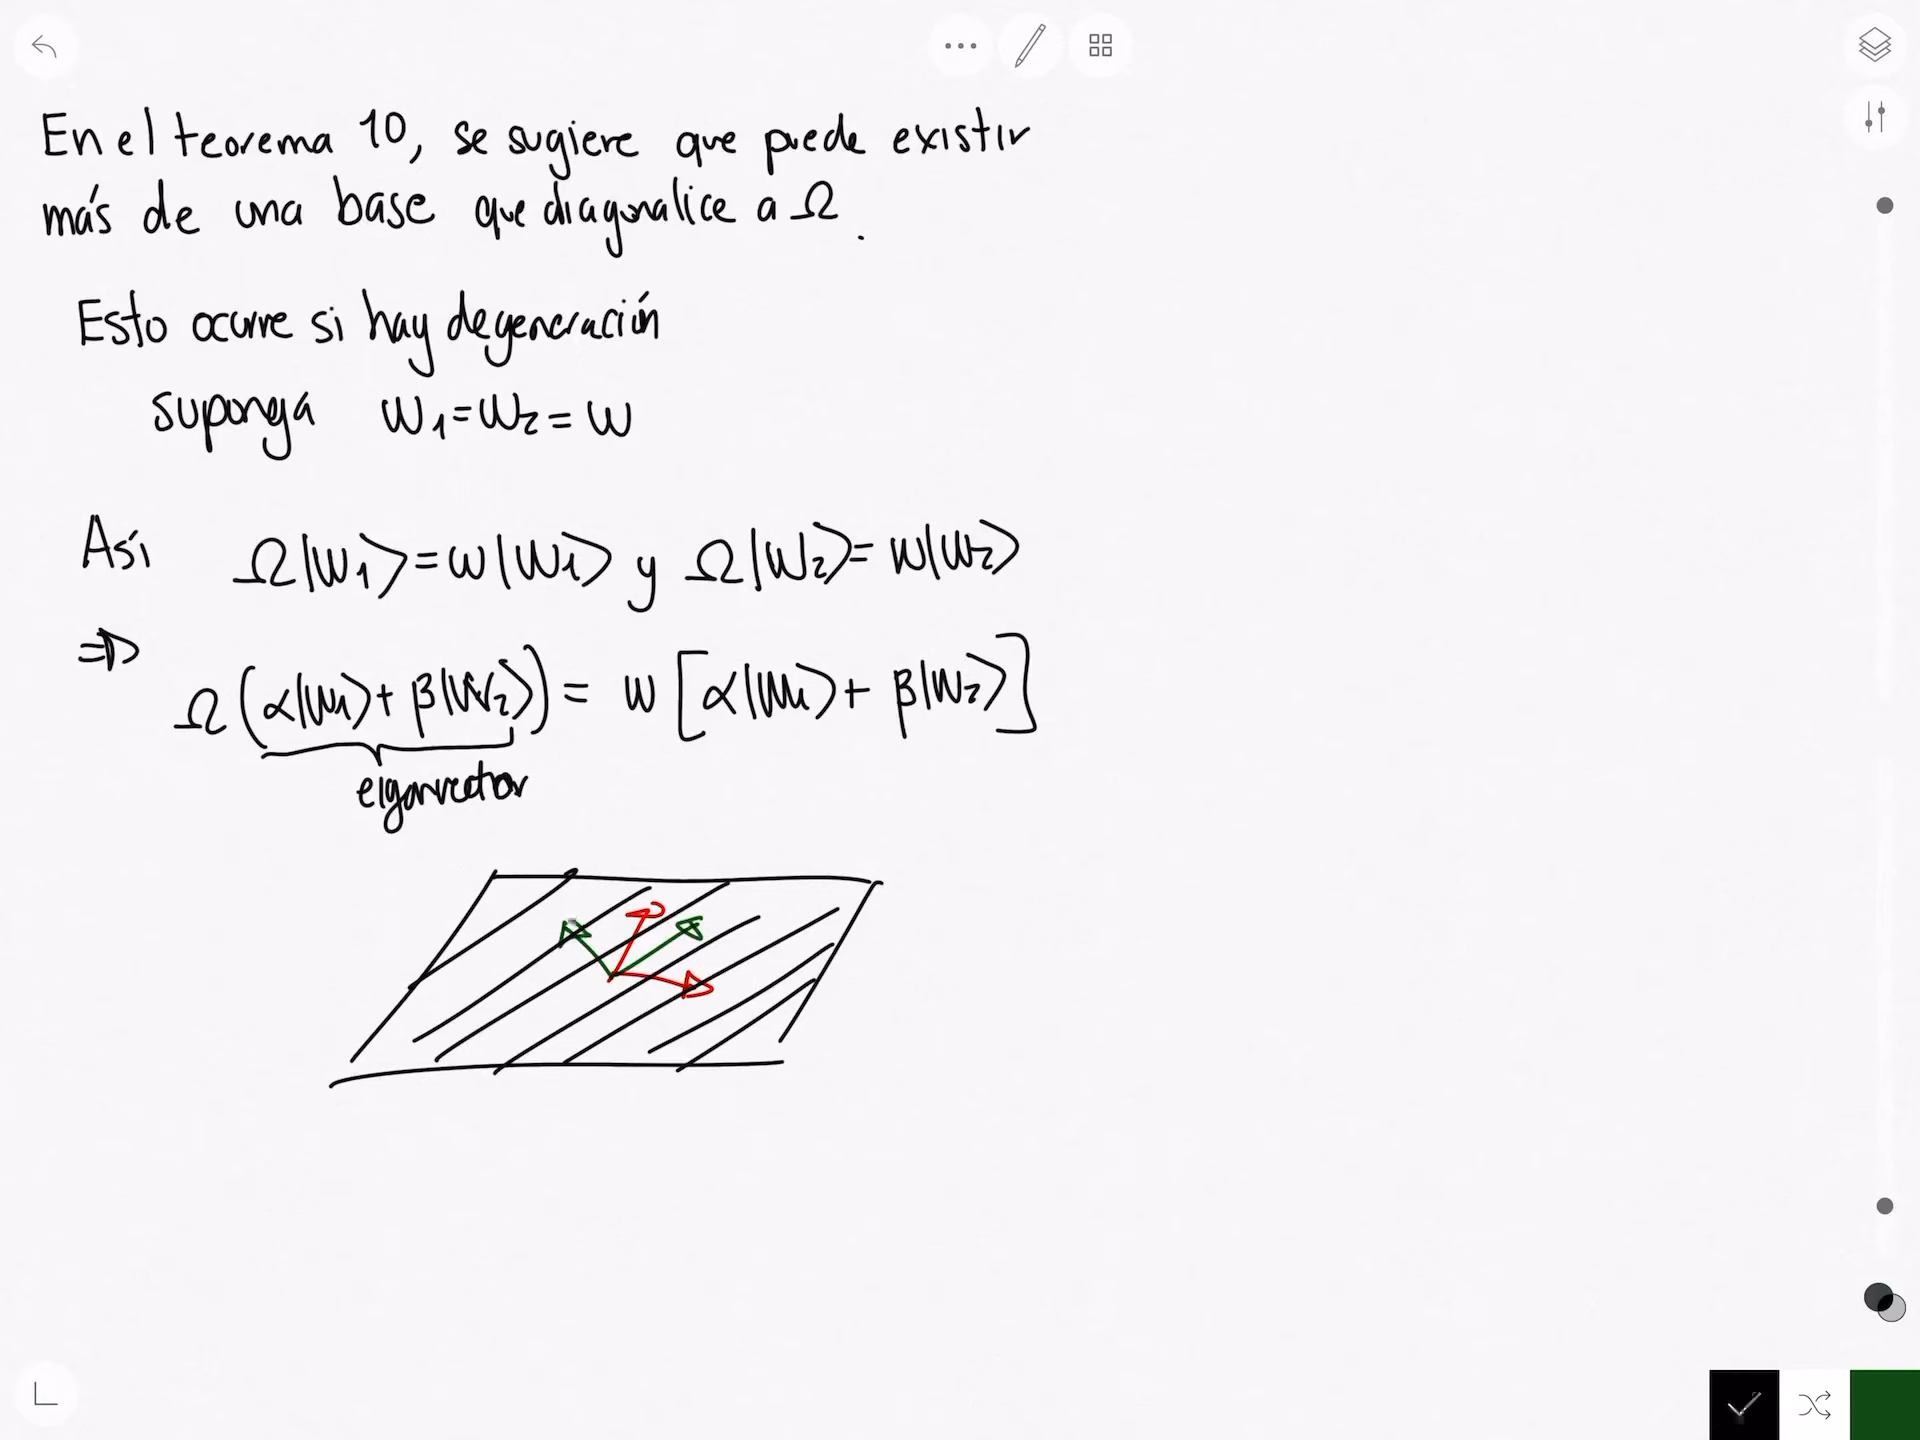 En el teorema 10, se sugiere que puede existir
más de una base que diagonalice a Ω.
Esto ocurre si hay degeneración
suponga ω₁=ω₂=ω
Así Ω|ω₁⟩=ω|ω₁⟩ y Ω|ω₂⟩=ω|ω₂⟩
⇒
Ω(α|ω₁⟩+β|ω₂⟩)= ω[α|ω₁⟩+β|ω₂⟩]
eigenvector